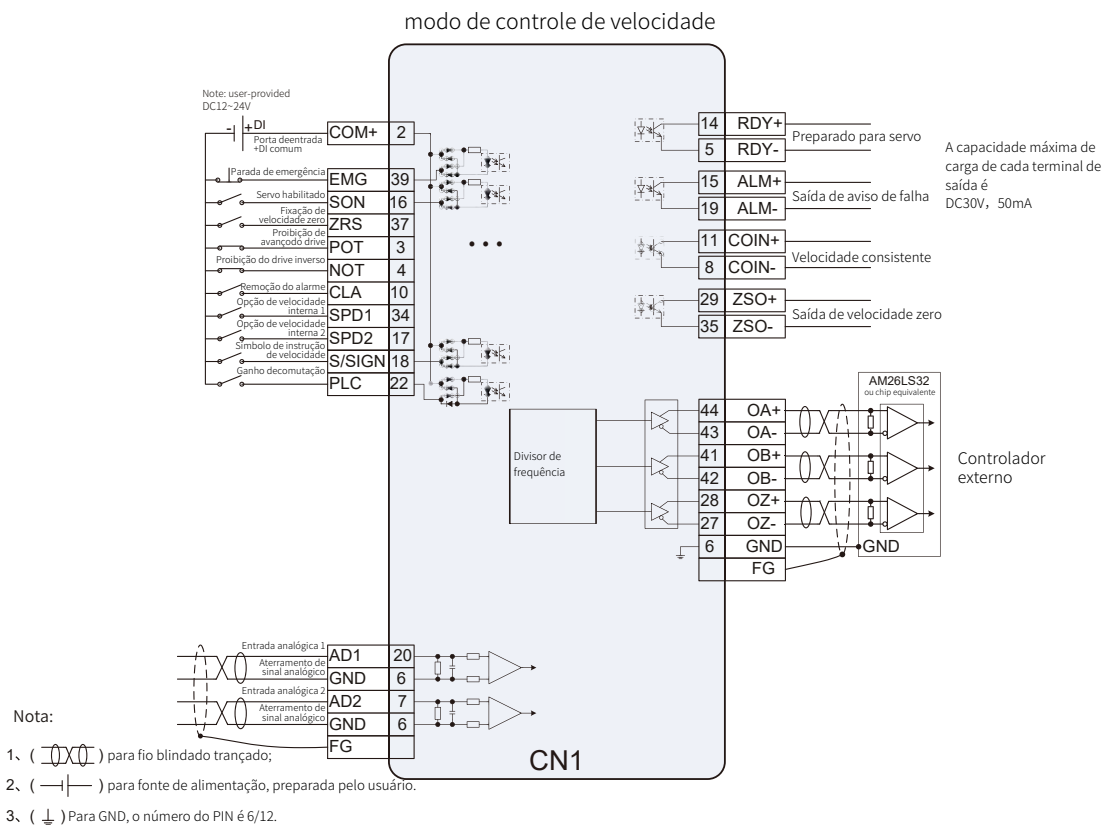 modo de controle de velocidade
Note: user-provided
DC12~24V
- + DI
Porta deentrada
+DI comum
COM+ 2
Parada de emergência EMG 39
Servo habilitado SON 16
Fixação de
velocidade zero ZRS 37
Proibição de
avançodo drive POT 3
Proibição do drive inverso NOT 4
Remoção do alarme CLA 10
Opção de velocidade
interna 1 SPD1 34
Opção de velocidade
interna 2 SPD2 17
Símbolo de instrução
de velocidade S/SIGN 18
Ganho decomutação PLC 22
14 RDY+
Preparado para servo
5 RDY-
15 ALM+
Saída de aviso de falha
19 ALM-
11 COIN+
Velocidade consistente
8 COIN-
29 ZSO+
Saída de velocidade zero
35 ZSO-
A capacidade máxima de
carga de cada terminal de
saída é
DC30V，50mA
AM26LS32
ou chip equivalente
Divisor de
frequência
44 OA+
43 OA-
41 OB+
42 OB-
28 OZ+
27 OZ-
6 GND GND
FG
Controlador
externo
Entrada analógica 1 AD1 20
Aterramento de
sinal analógico GND 6
Entrada analógica 2 AD2 7
Aterramento de
sinal analógico GND 6
FG
CN1
Nota:
1、( ) para fio blindado trançado;
2、( ) para fonte de alimentação, preparada pelo usuário.
3、( ) Para GND, o número do PIN é 6/12.